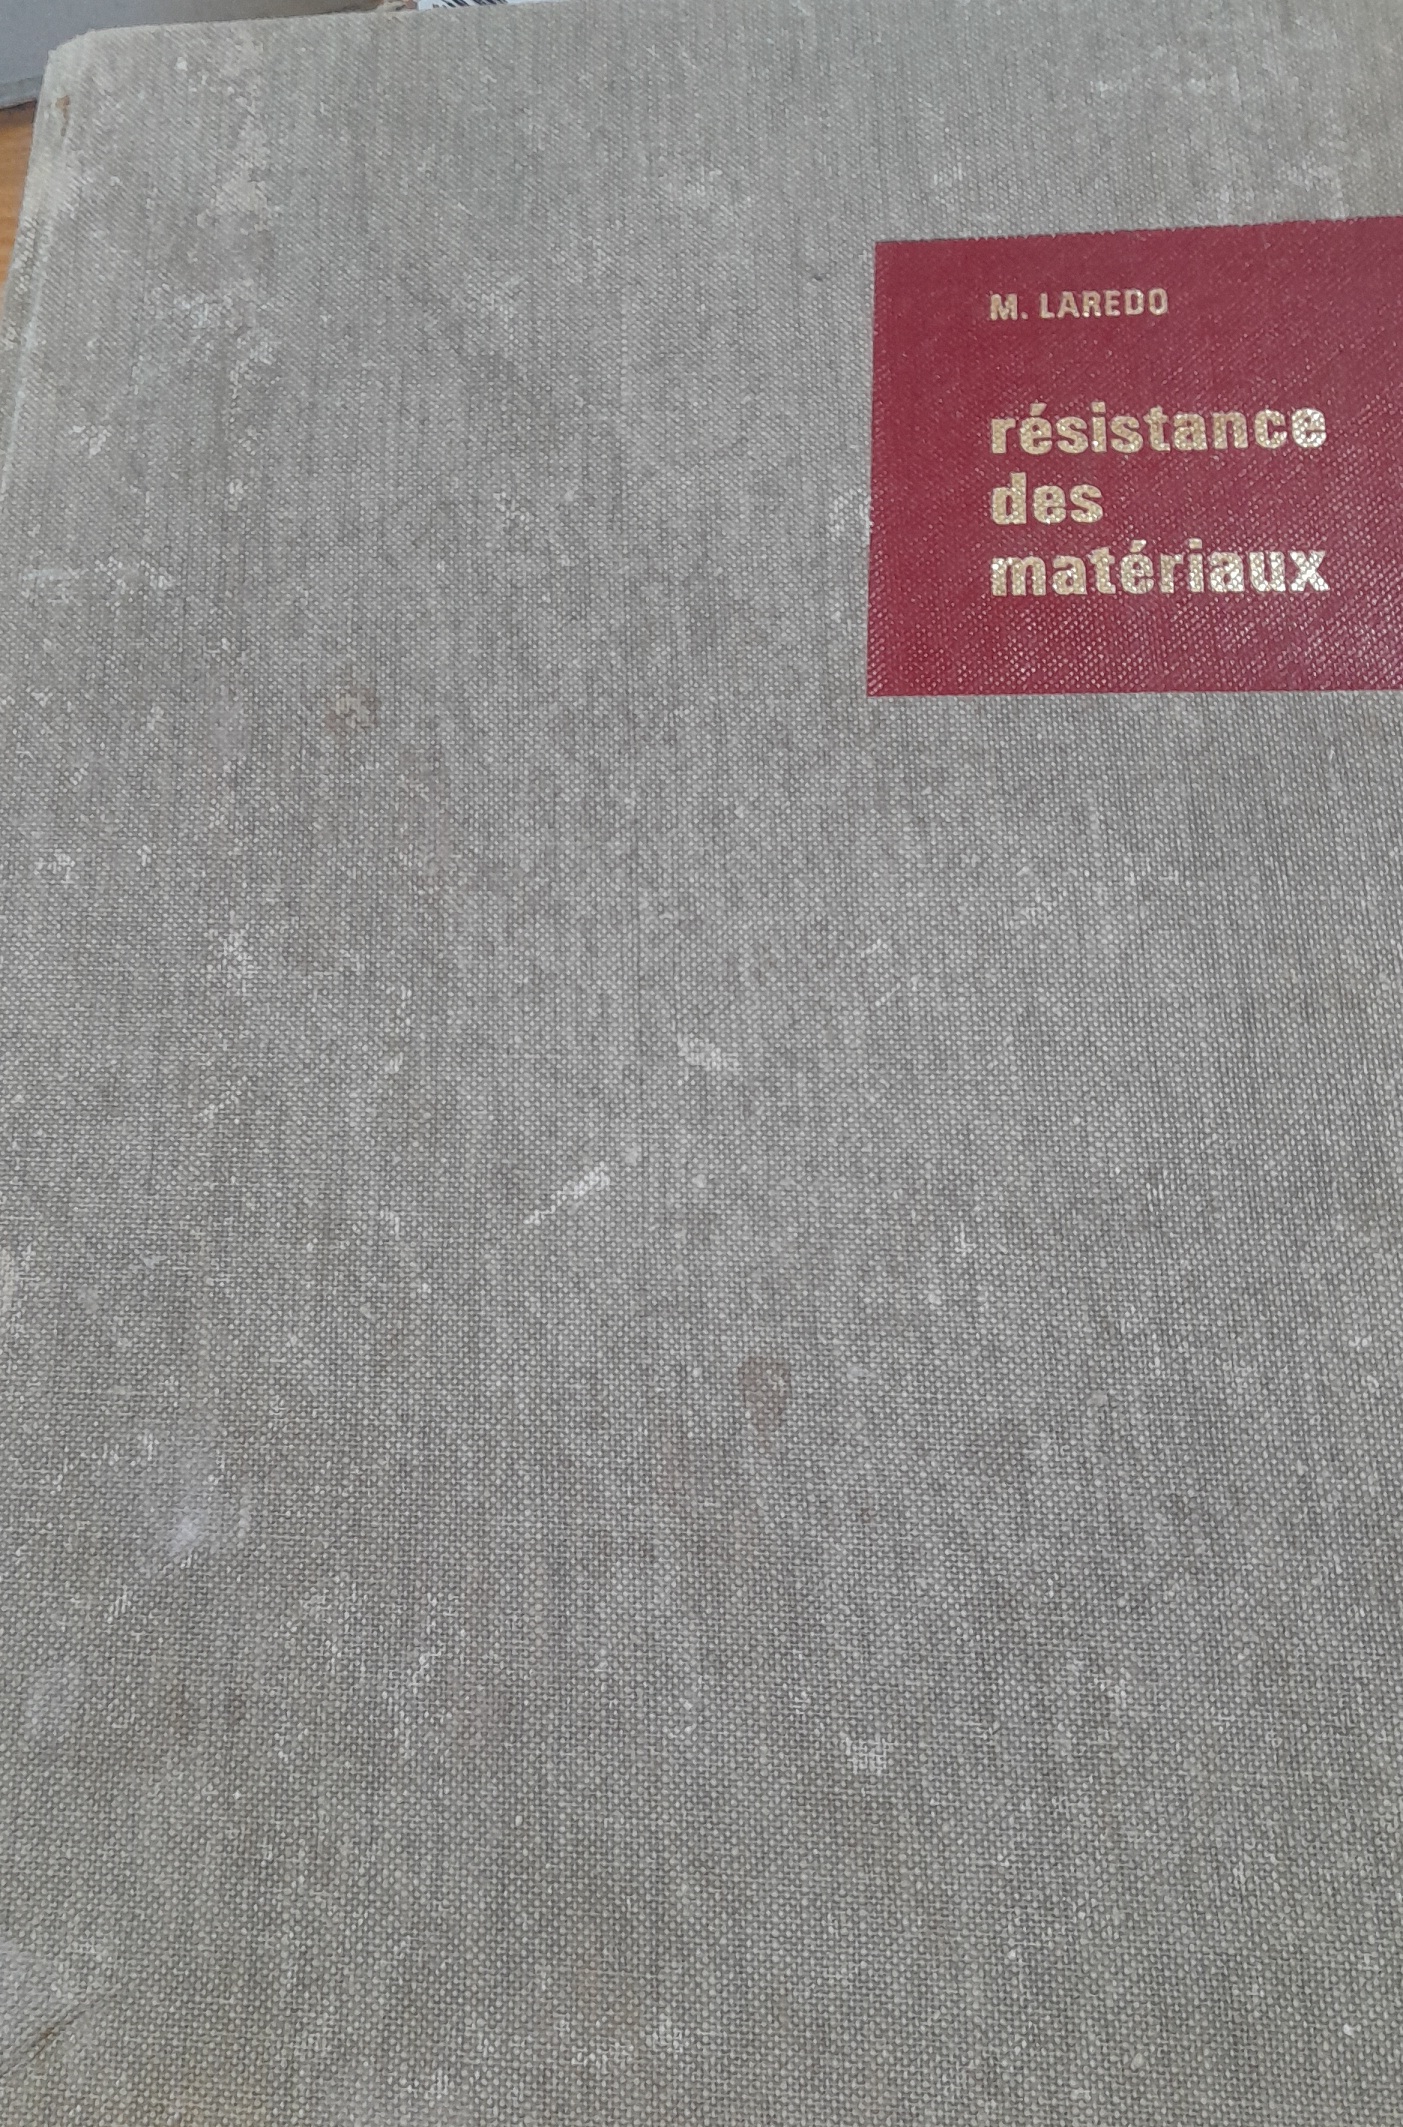 M. LAREDO
résistance
des
matériaux